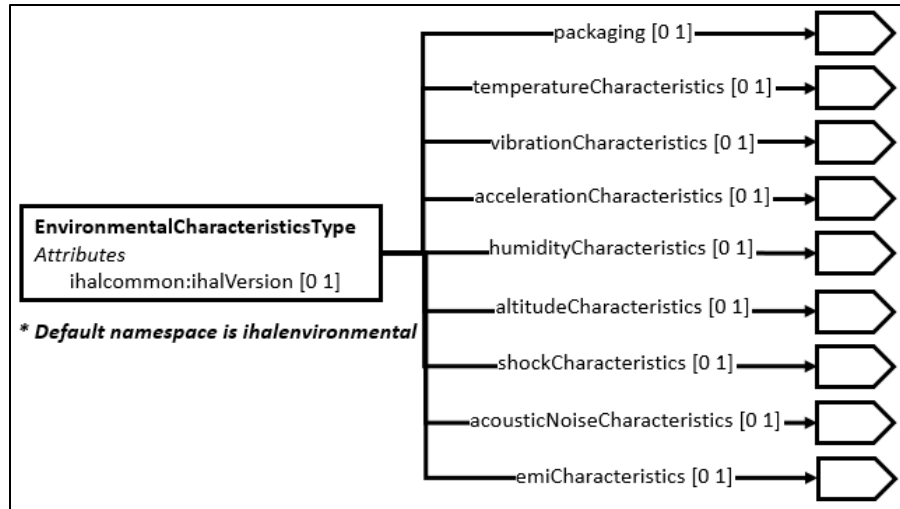 packaging [0 1]
temperatureCharacteristics [0 1]
vibrationCharacteristics [0 1]
accelerationCharacteristics [0 1]
EnvironmentalCharacteristicsType
Attributes
ihalcommon:ihalVersion [0 1]
* Default namespace is ihalenvironmental
humidityCharacteristics [0 1]
altitudeCharacteristics [0 1]
shockCharacteristics [0 1]
acousticNoiseCharacteristics [0 1]
emiCharacteristics [0 1]